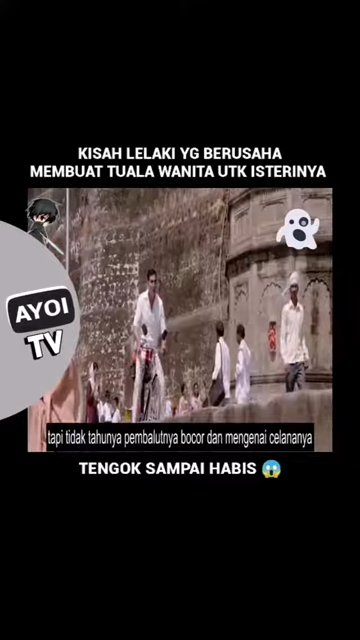 KISAH LELAKI YG BERUSAHA
MEMBUAT TUALA WANITA UTK ISTERINYA
AYOI
TV
tapi tidak tahunya pembalutnya bocor dan mengenai celananya
TENGOK SAMPAI HABIS